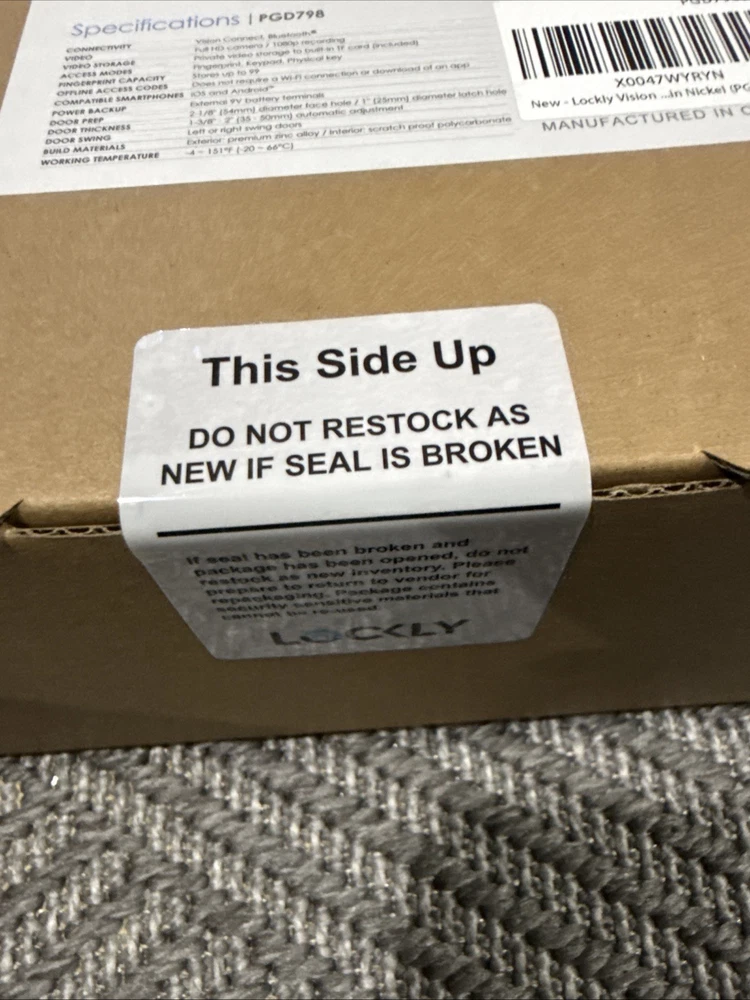 Specifications | PGD798
CONNECTIVITY Vision Connect, Bluetooth®
VIDEO Full HD camera / 1080p recording
VIDEO STORAGE Private video storage to built-in TF card (included)
ACCESS MODES Fingerprint, Keypad, Physical key
FINGERPRINT CAPACITY Stores up to 99
OFFLINE ACCESS CODES Does not require a Wi-Fi connection or download of an app
COMPATIBLE SMARTPHONES iOS and Android™
POWER BACKUP External 9V battery terminals
DOOR PREP 2-1/8" (54mm) diameter face hole / 1" (25mm) diameter latch hole
DOOR THICKNESS 1-3/8" - 2" (35 - 50mm) automatic adjustment
DOOR SWING Left or right swing doors
BUILD MATERIALS Exterior: premium zinc alloy / Interior: scratch proof polycarbonate
WORKING TEMPERATURE -4 ~ 151°F (-20 ~ 66°C)
X0047WYRYN
New - Lockly Vision ...in Nickel (PG
MANUFACTURED IN C
This Side Up
DO NOT RESTOCK AS
NEW IF SEAL IS BROKEN
If seal has been broken and
package has been opened, do not
restock as new inventory. Please
prepare to return to vendor for
repackaging. Package contains
security sensitive materials that
cannot be re-used
LOCKLY